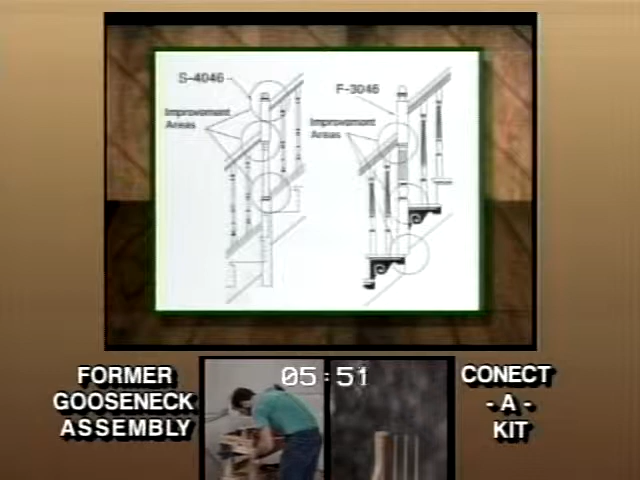 S-4046
Improvement
Areas
F-3046
Improvement
Areas
FORMER
GOOSENECK
ASSEMBLY
05:51
CONECT
- A -
KIT